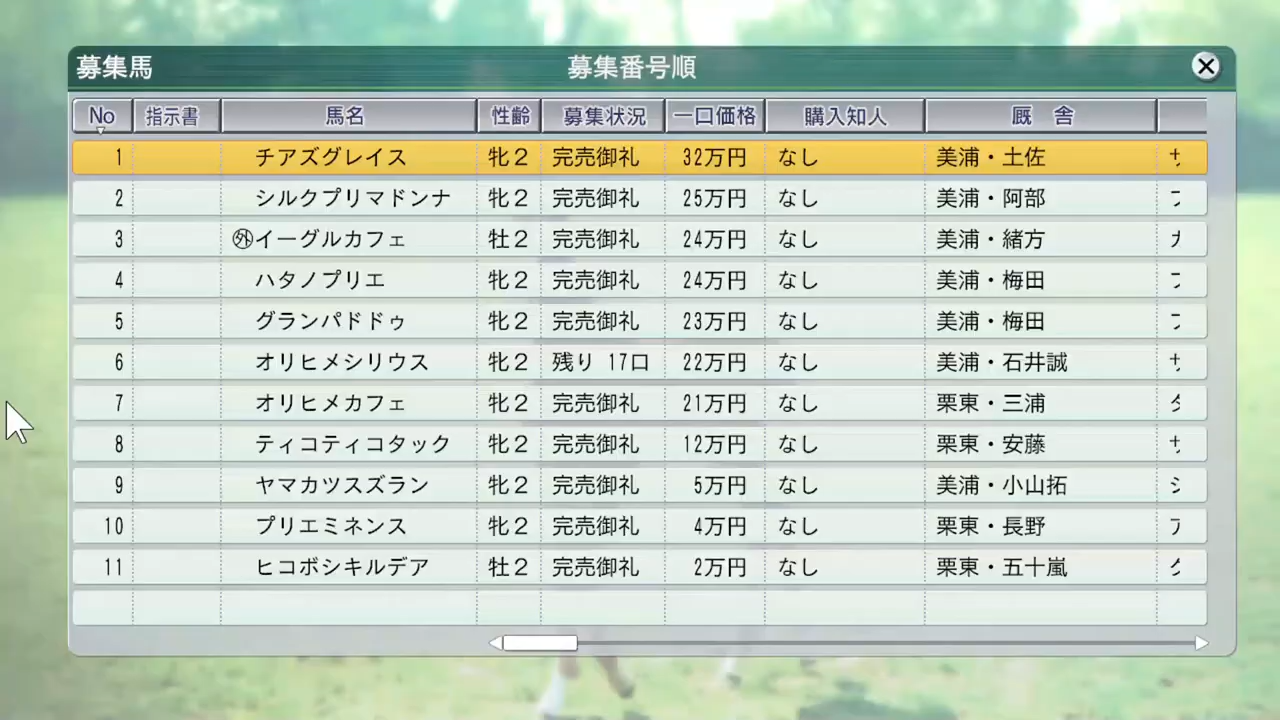 募集馬 募集番号順
No 指示書 馬名 性齢 募集状況 一口価格 購入知人 厩 舎
1 チアズグレイス 牝2 完売御礼 32万円 なし 美浦・土佐
2 シルクプリマドンナ 牝2 完売御礼 25万円 なし 美浦・阿部
3 ㊕イーグルカフェ 牡2 完売御礼 24万円 なし 美浦・緒方
4 ハタノプリエ 牝2 完売御礼 24万円 なし 美浦・梅田
5 グランパドドゥ 牝2 完売御礼 23万円 なし 美浦・梅田
6 オリヒメシリウス 牝2 残り 17口 22万円 なし 美浦・石井誠
7 オリヒメカフェ 牝2 完売御礼 21万円 なし 栗東・三浦
8 ティコティコタック 牝2 完売御礼 12万円 なし 栗東・安藤
9 ヤマカツスズラン 牝2 完売御礼 5万円 なし 美浦・小山拓
10 プリエミネンス 牝2 完売御礼 4万円 なし 栗東・長野
11 ヒコボシキルデア 牡2 完売御礼 2万円 なし 栗東・五十嵐